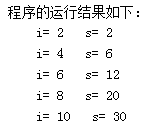 程序的运行结果如下：
i= 2 s= 2
i= 4 s= 6
i= 6 s= 12
i= 8 s= 20
i= 10 s= 30